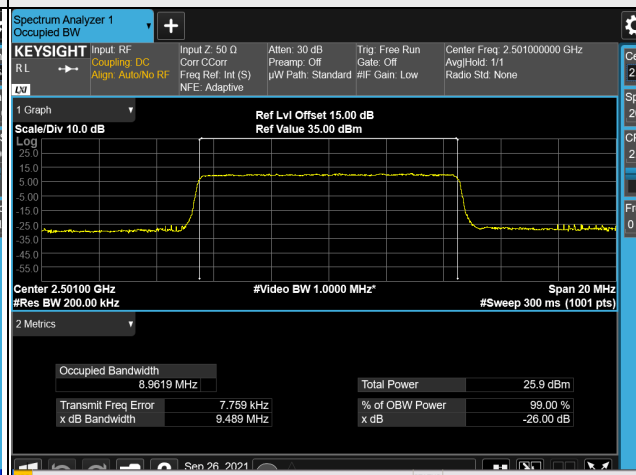 Spectrum Analyzer 1
Occupied BW
KEYSIGHT Input: RF Input Z: 50 Ω Atten: 30 dB Trig: Free Run Center Freq: 2.501000000 GHz
RL Coupling: DC Corr CCorr Preamp: Off Gate: Off Avg|Hold: 1/1
Align: Auto/No RF Freq Ref: Int (S) µW Path: Standard #IF Gain: Low Radio Std: None
LXI NFE: Adaptive
1 Graph
Ref Lvl Offset 15.00 dB
Scale/Div 10.0 dB Ref Value 35.00 dBm
Log
25.0
15.0
5.00
-5.00
-15.0
-25.0
-35.0
-45.0
-55.0
Center 2.50100 GHz #Video BW 1.0000 MHz* Span 20 MHz
#Res BW 200.00 kHz #Sweep 300 ms (1001 pts)
2 Metrics
Occupied Bandwidth
8.9619 MHz Total Power 25.9 dBm
Transmit Freq Error 7.759 kHz % of OBW Power 99.00 %
x dB Bandwidth 9.489 MHz x dB -26.00 dB
Sep 26, 2021